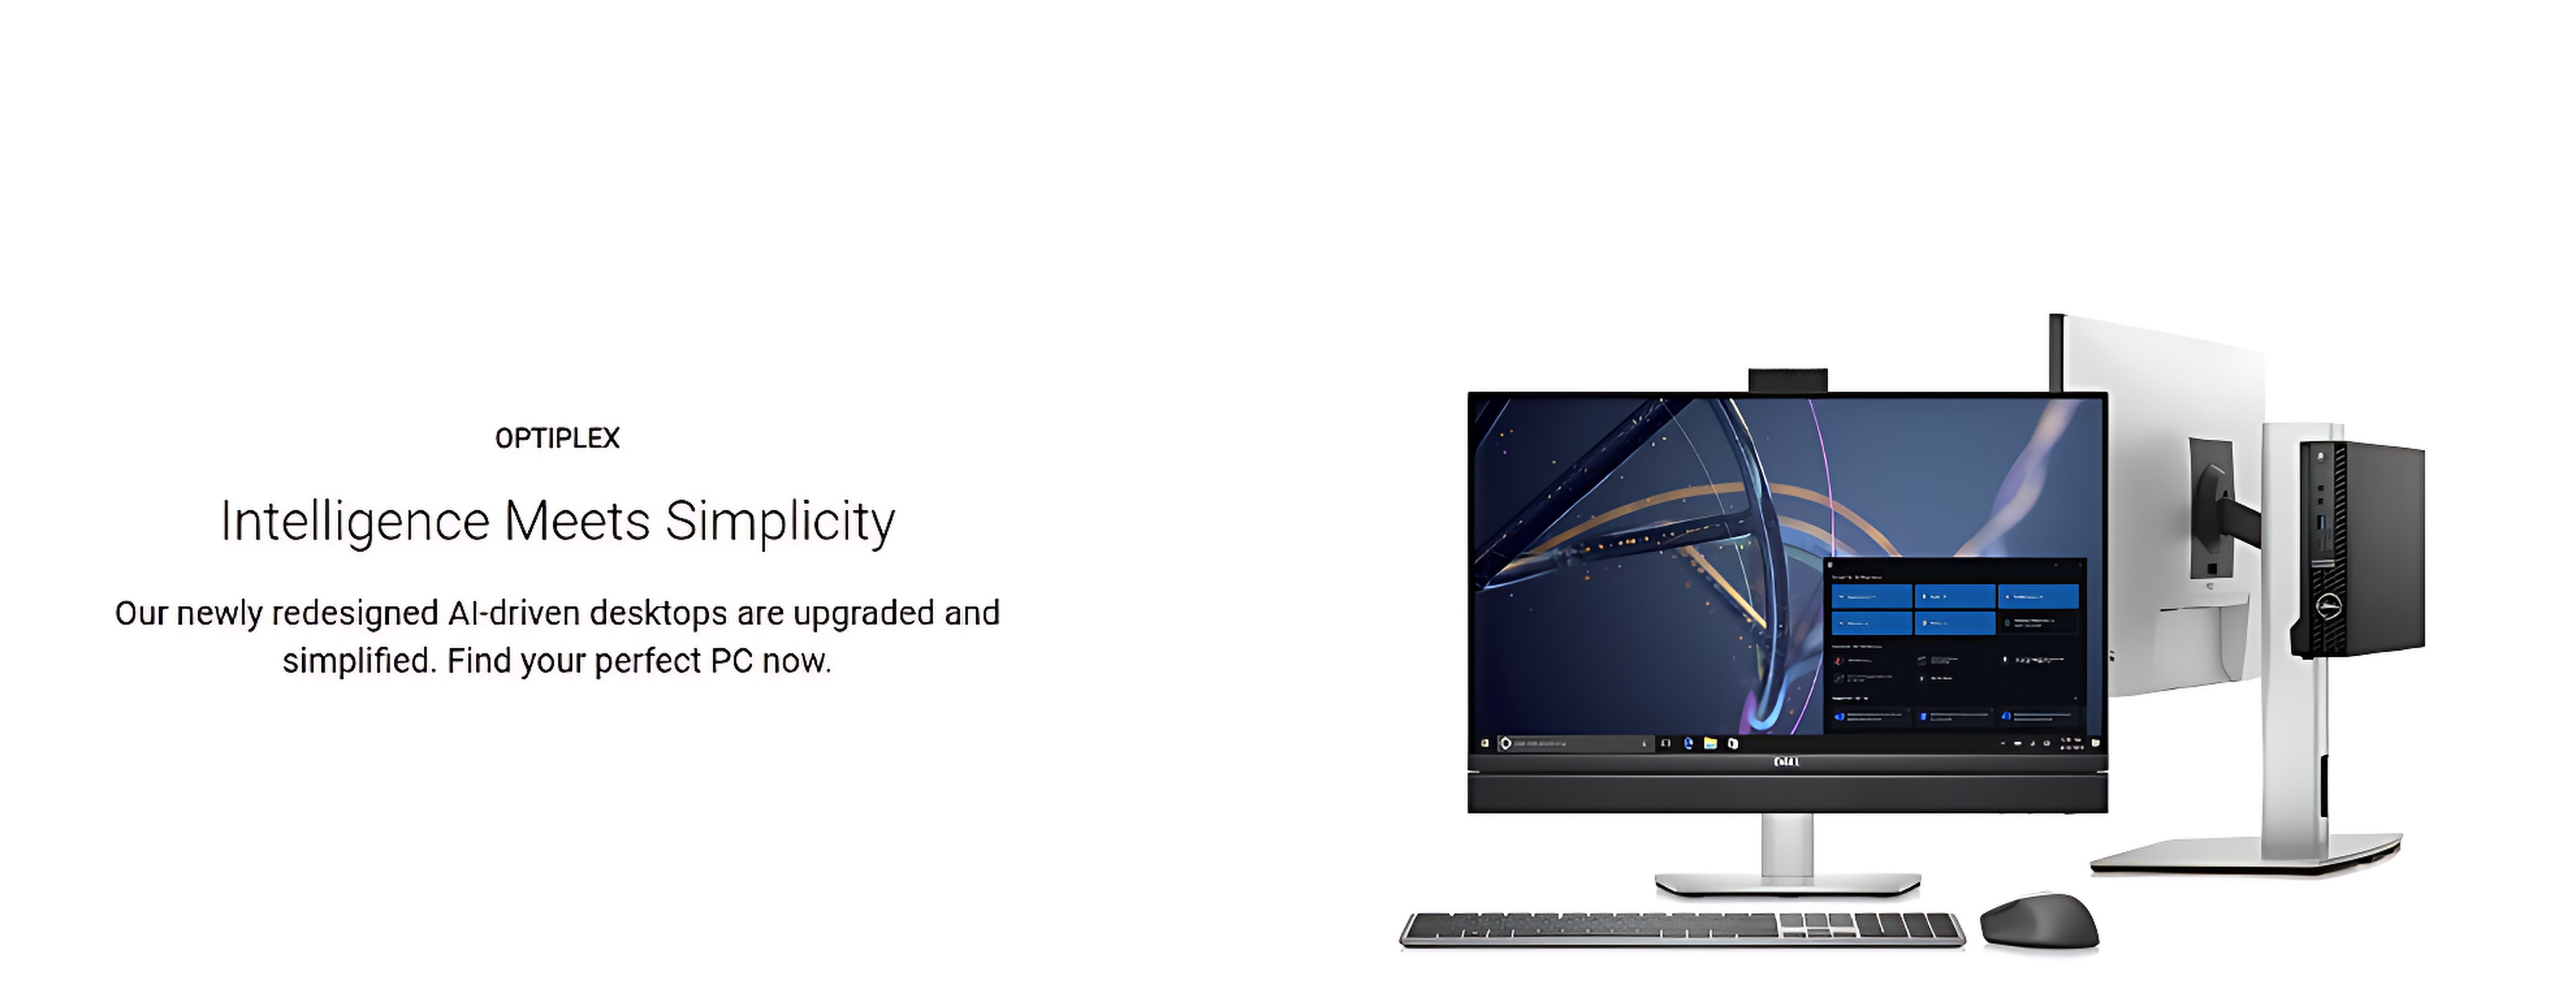 OPTIPLEX
Intelligence Meets Simplicity
Our newly redesigned AI-driven desktops are upgraded and
simplified. Find your perfect PC now.
DELL